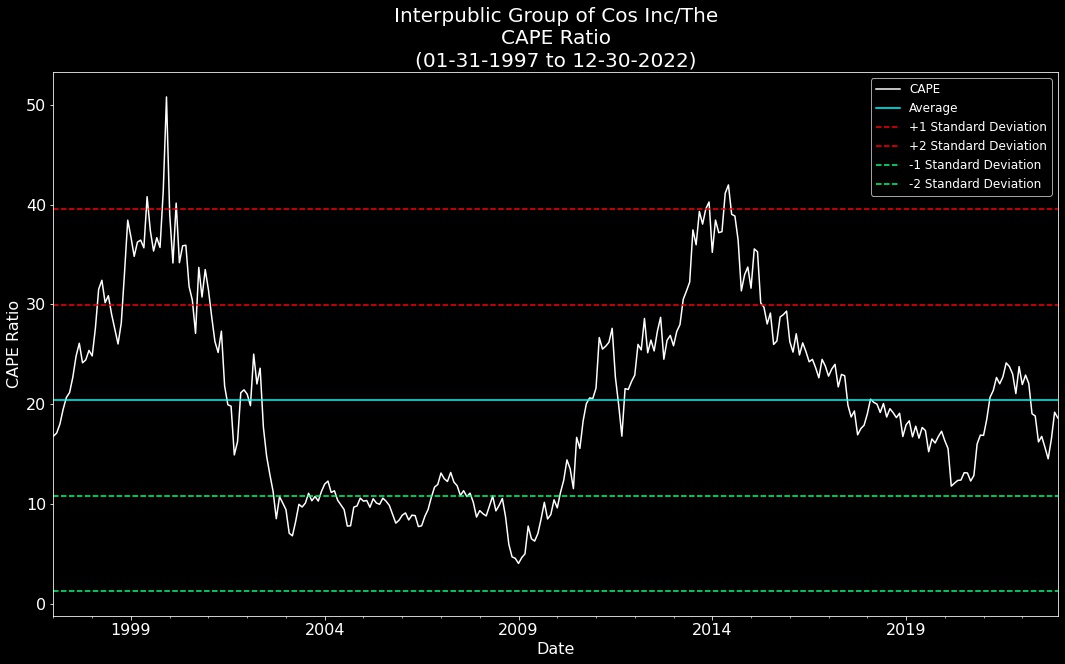 Interpublic Group of Cos Inc/The
CAPE Ratio
(01-31-1997 to 12-30-2022)
CAPE
Average
+1 Standard Deviation
+2 Standard Deviation
-1 Standard Deviation
-2 Standard Deviation
CAPE Ratio
50
40
30
20
10
0
1999 2004 2009 2014 2019
Date